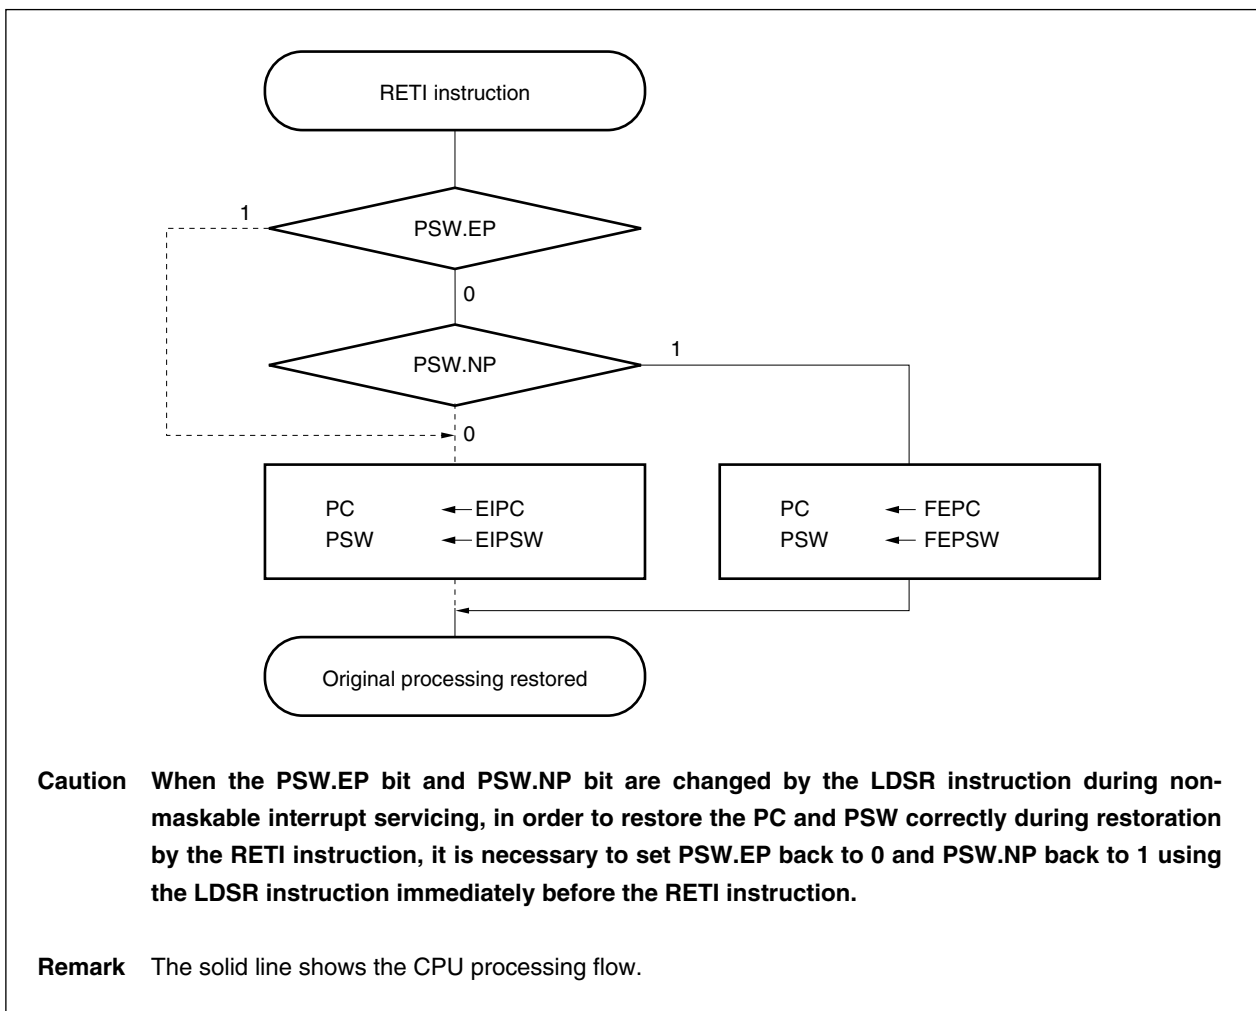 RETI instruction
1
PSW.EP
0
1
PSW.NP
0
PC ← EIPC
PSW ← EIPSW
PC ← FEPC
PSW ← FEPSW
Original processing restored
Caution When the PSW.EP bit and PSW.NP bit are changed by the LDSR instruction during non-
maskable interrupt servicing, in order to restore the PC and PSW correctly during restoration
by the RETI instruction, it is necessary to set PSW.EP back to 0 and PSW.NP back to 1 using
the LDSR instruction immediately before the RETI instruction.
Remark The solid line shows the CPU processing flow.